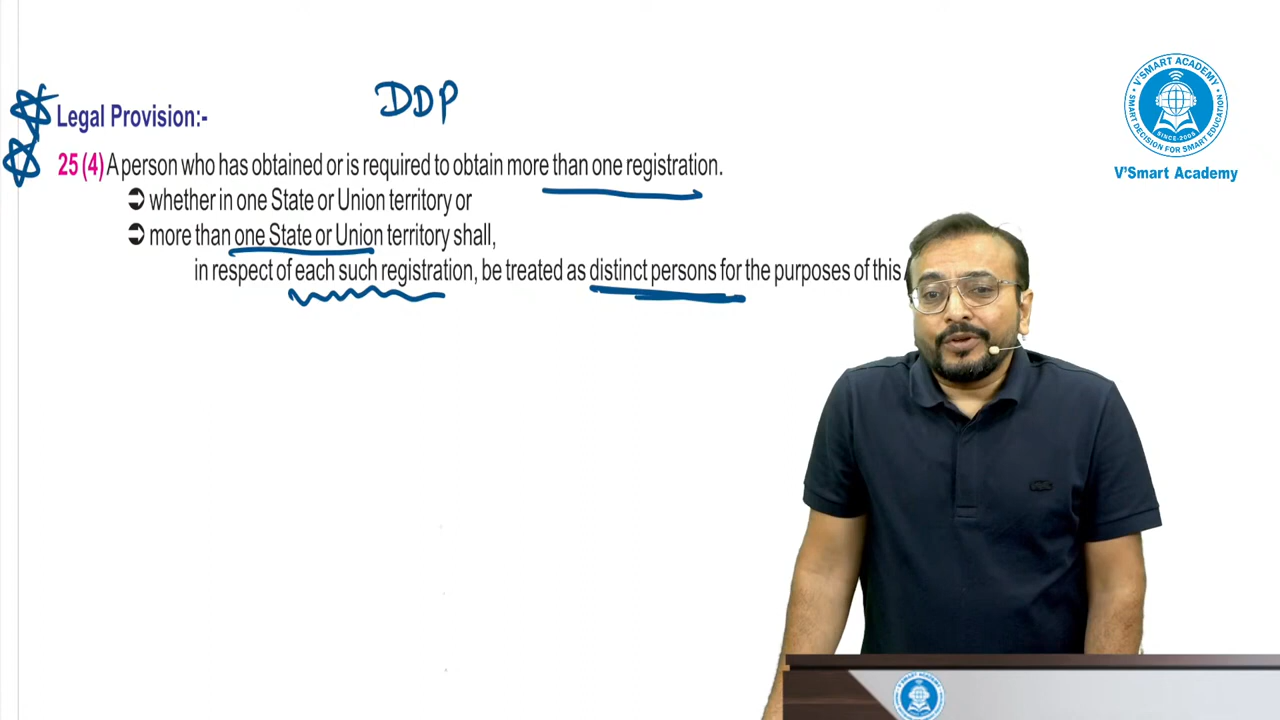 DDP
Legal Provision:-
25 (4) A person who has obtained or is required to obtain more than one registration.
➲ whether in one State or Union territory or
➲ more than one State or Union territory shall,
in respect of each such registration, be treated as distinct persons for the purposes of this
V'SMART ACADEMY
SMART DECISION FOR SMART EDUCATION
SINCE-2006
V'Smart Academy
V'SMART ACADEMY